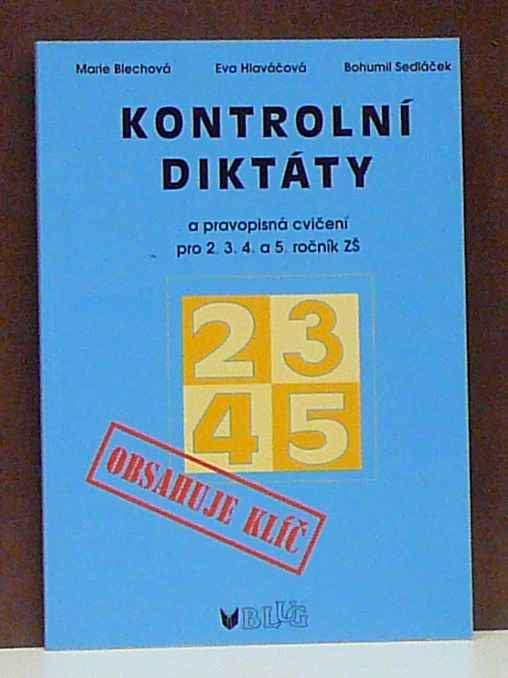 Marie Blechová Eva Hlaváčová Bohumil Sedláček
KONTROLNÍ
DIKTÁTY
a pravopisná cvičení
pro 2. 3. 4. a 5. ročník ZŠ
2 3
4 5
OBSAHUJE KLÍČ
BLUG